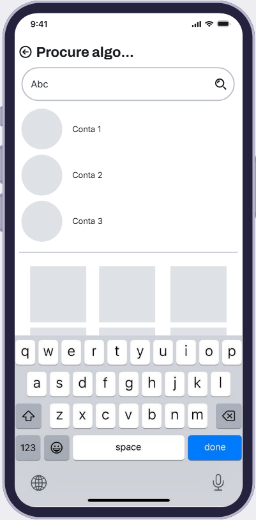 9:41
Procure algo...
Abc
Conta 1
Conta 2
Conta 3
q w e r t y u i o p
a s d f g h j k l
z x c v b n m
123 space done